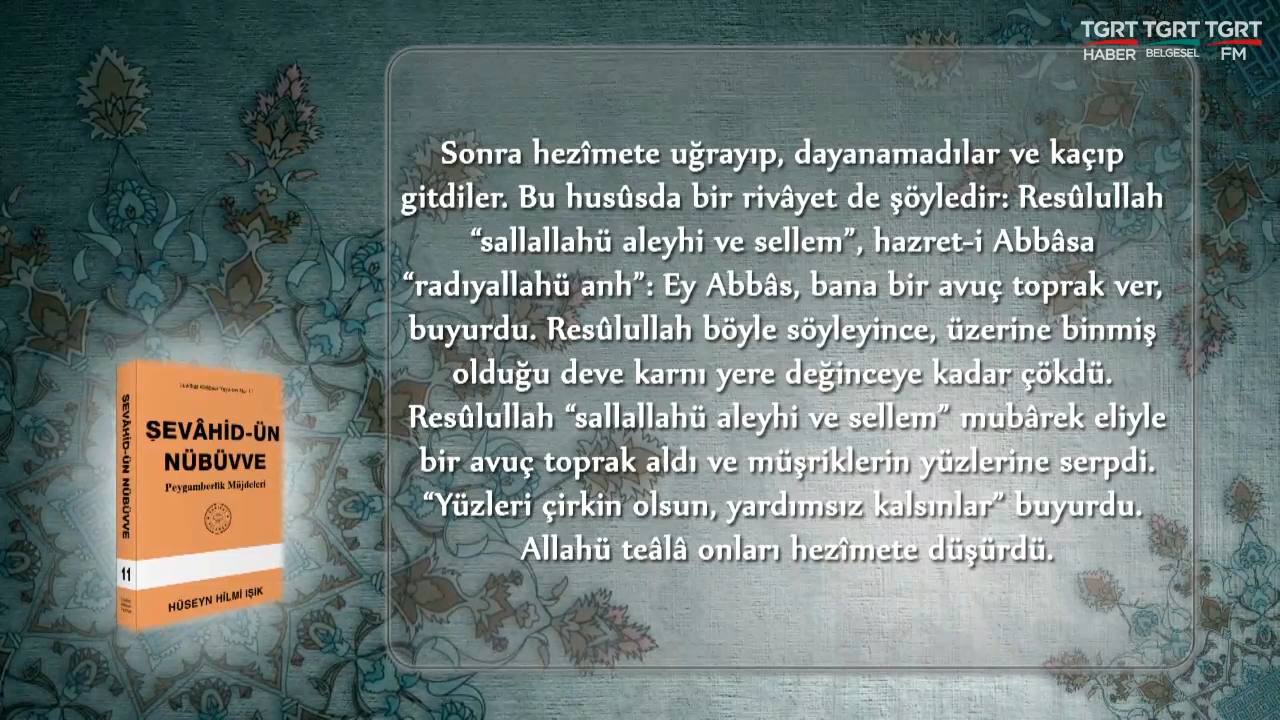 TGRT TGRT TGRT
HABER BELGESEL FM
Sonra hezîmete uğrayıp, dayanamadılar ve kaçıp
gitdiler. Bu husûsda bir rivâyet de şöyledir: Resûlullah
“sallallahü aleyhi ve sellem”, hazret-i Abbâsa
“radıyallahü anh”: Ey Abbâs, bana bir avuç toprak ver,
buyurdu. Resûlullah böyle söyleyince, üzerine binmiş
olduğu deve karnı yere değinceye kadar çökdü.
Resûlullah “sallallahü aleyhi ve sellem” mubârek eliyle
bir avuç toprak aldı ve müşriklerin yüzlerine serpdi.
“Yüzleri çirkin olsun, yardımsız kalsınlar” buyurdu.
Allahü teâlâ onları hezîmete düşürdü.
ŞEVÂHİD-ÜN NÜBÜVVE
11
ŞEVÂHİD-ÜN
NÜBÜVVE
Peygamberlik Müjdeleri
HÜSEYN HİLMİ IŞIK